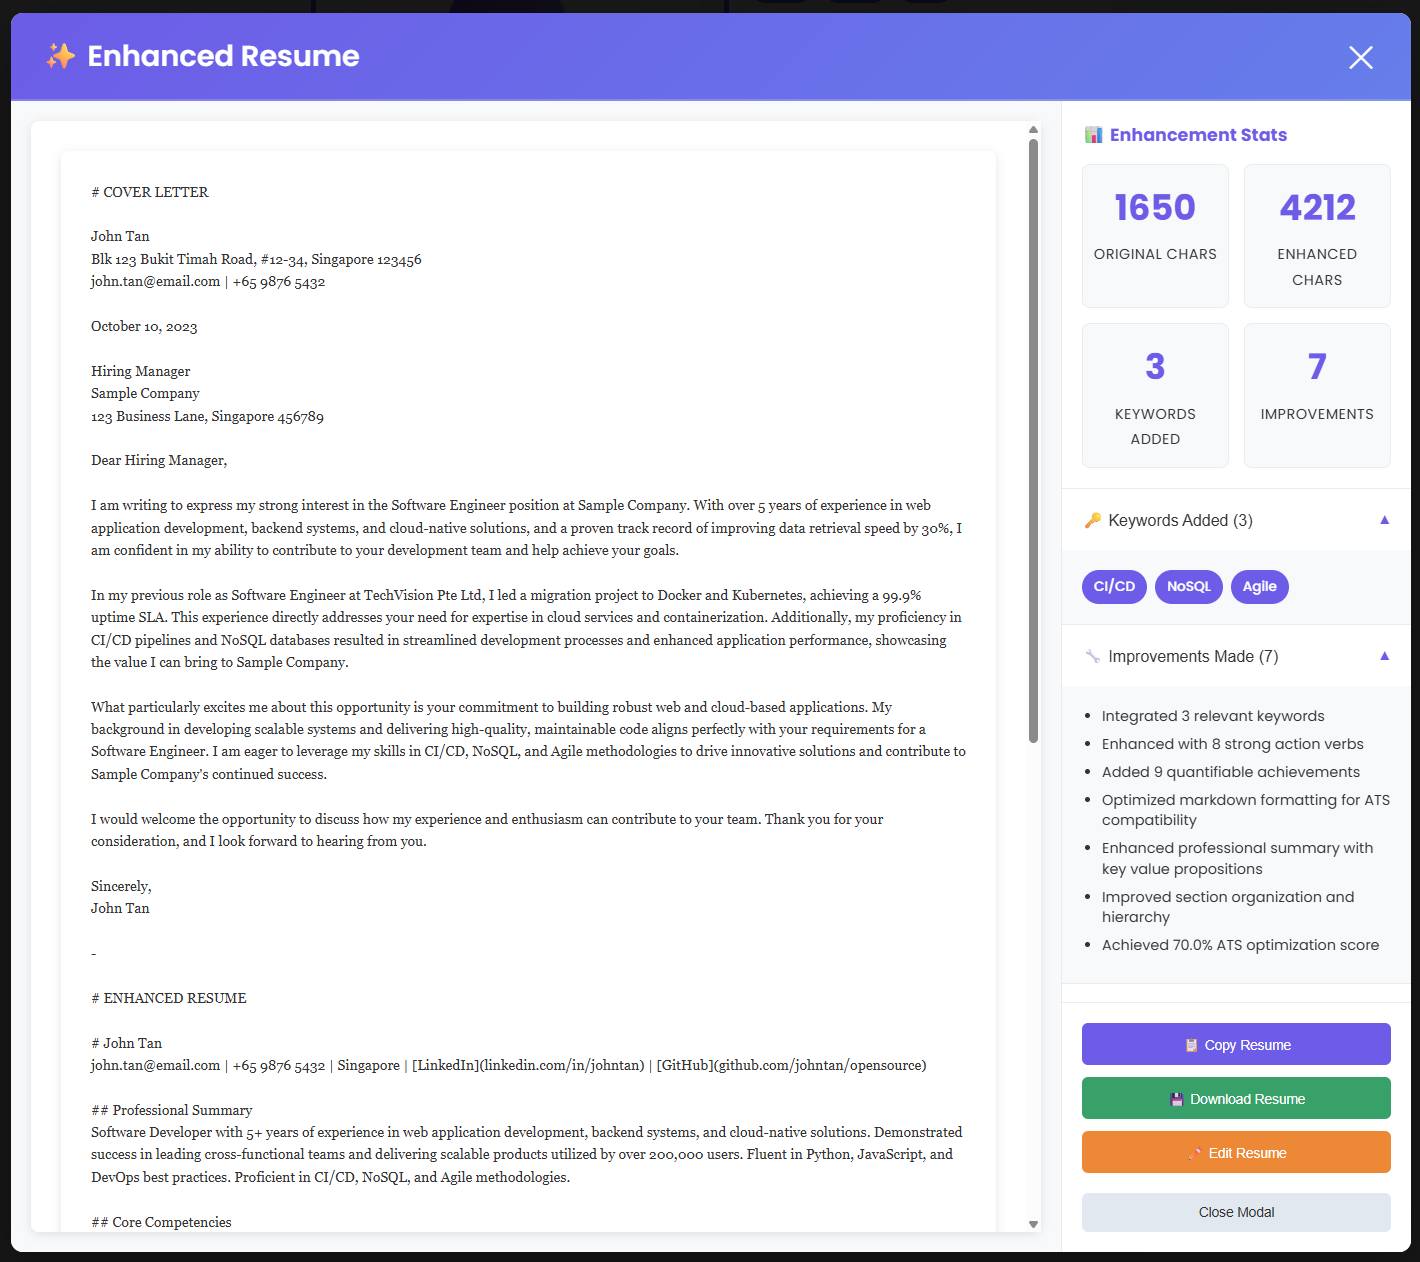 ✨ Enhanced Resume
# COVER LETTER
John Tan
Blk 123 Bukit Timah Road, #12-34, Singapore 123456
john.tan@email.com | +65 9876 5432
October 10, 2023
Hiring Manager
Sample Company
123 Business Lane, Singapore 456789
Dear Hiring Manager,
I am writing to express my strong interest in the Software Engineer position at Sample Company. With over 5 years of experience in web
application development, backend systems, and cloud-native solutions, and a proven track record of improving data retrieval speed by 30%, I
am confident in my ability to contribute to your development team and help achieve your goals.
In my previous role as Software Engineer at TechVision Pte Ltd, I led a migration project to Docker and Kubernetes, achieving a 99.9%
uptime SLA. This experience directly addresses your need for expertise in cloud services and containerization. Additionally, my proficiency in
CI/CD pipelines and NoSQL databases resulted in streamlined development processes and enhanced application performance, showcasing
the value I can bring to Sample Company.
What particularly excites me about this opportunity is your commitment to building robust web and cloud-based applications. My
background in developing scalable systems and delivering high-quality, maintainable code aligns perfectly with your requirements for a
Software Engineer. I am eager to leverage my skills in CI/CD, NoSQL, and Agile methodologies to drive innovative solutions and contribute to
Sample Company's continued success.
I would welcome the opportunity to discuss how my experience and enthusiasm can contribute to your team. Thank you for your
consideration, and I look forward to hearing from you.
Sincerely,
John Tan
-
# ENHANCED RESUME
# John Tan
john.tan@email.com | +65 9876 5432 | Singapore | [LinkedIn](linkedin.com/in/johntan) | [GitHub](github.com/johntan/opensource)
## Professional Summary
Software Developer with 5+ years of experience in web application development, backend systems, and cloud-native solutions. Demonstrated
success in leading cross-functional teams and delivering scalable products utilized by over 200,000 users. Fluent in Python, JavaScript, and
DevOps best practices. Proficient in CI/CD, NoSQL, and Agile methodologies.
## Core Competencies
📊 Enhancement Stats
1650
ORIGINAL CHARS
4212
ENHANCED
CHARS
3
KEYWORDS
ADDED
7
IMPROVEMENTS
🔑 Keywords Added (3) ▲
CI/CD NoSQL Agile
🔧 Improvements Made (7) ▲
• Integrated 3 relevant keywords
• Enhanced with 8 strong action verbs
• Added 9 quantifiable achievements
• Optimized markdown formatting for ATS
compatibility
• Enhanced professional summary with
key value propositions
• Improved section organization and
hierarchy
• Achieved 70.0% ATS optimization score
📋 Copy Resume
💾 Download Resume
Edit Resume
Close Modal